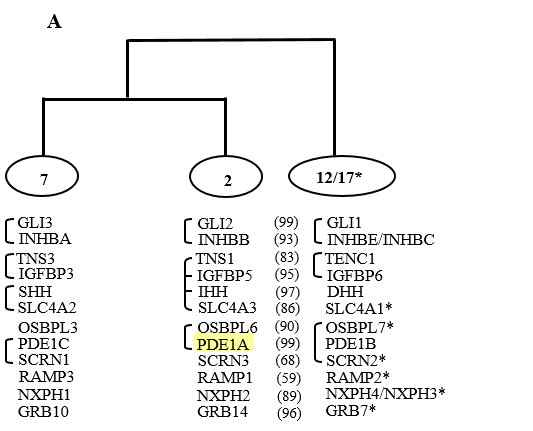 A
7 2 12/17*
GLI3 GLI2 (99) GLI1
INHBA INHBB (93) INHBE/INHBC
TNS3 TNS1 (83) TENC1
IGFBP3 IGFBP5 (95) IGFBP6
SHH IHH (97) DHH
SLC4A2 SLC4A3 (86) SLC4A1*
OSBPL3 OSBPL6 (90) OSBPL7*
PDE1C PDE1A (99) PDE1B
SCRN1 SCRN3 (68) SCRN2*
RAMP3 RAMP1 (59) RAMP2*
NXPH1 NXPH2 (89) NXPH4/NXPH3*
GRB10 GRB14 (96) GRB7*